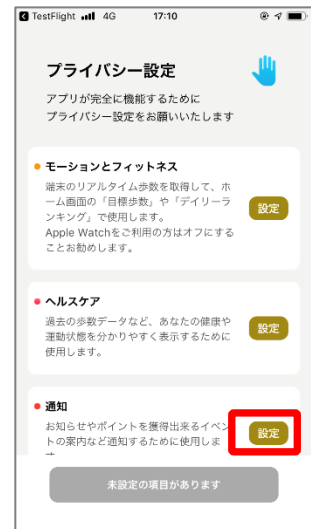 TestFlight 4G 17:10
プライバシー設定
アプリが完全に機能するために
プライバシー設定をお願いいたします
モーションとフィットネス
端末のリアルタイム歩数を取得して、ホ
ーム画面の「目標歩数」や「デイリーラ
ンキング」で使用します。
Apple Watchをご利用の方はオフにする
ことお勧めします。
設定
ヘルスケア
過去の歩数データなど、あなたの健康や
運動状態を分かりやすく表示するために
使用します。
設定
通知
お知らせやポイントを獲得出来るイベン
トの案内など通知するために使用しま
設定
未設定の項目があります